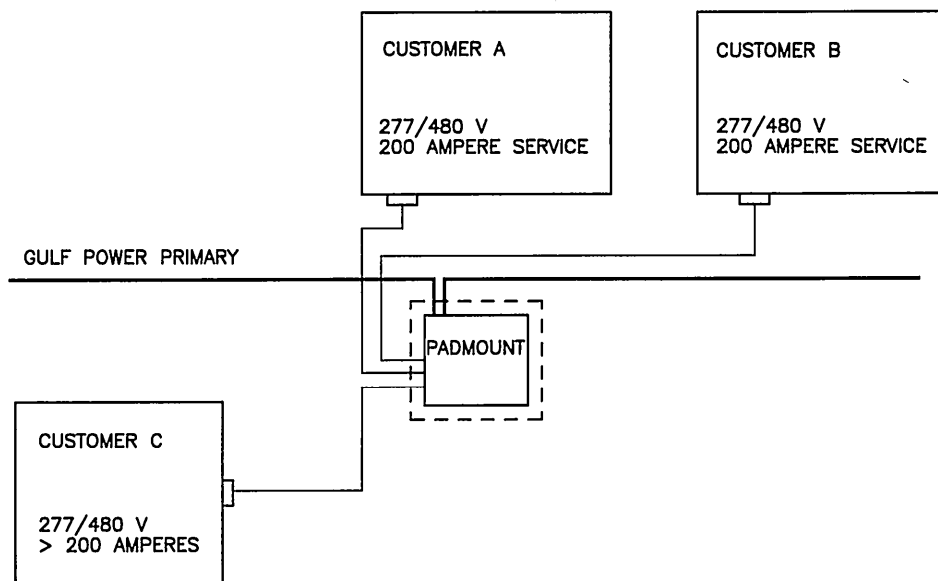 CUSTOMER A
277/480 V
200 AMPERE SERVICE
CUSTOMER B
277/480 V
200 AMPERE SERVICE
GULF POWER PRIMARY
PADMOUNT
CUSTOMER C
277/480 V
> 200 AMPERES